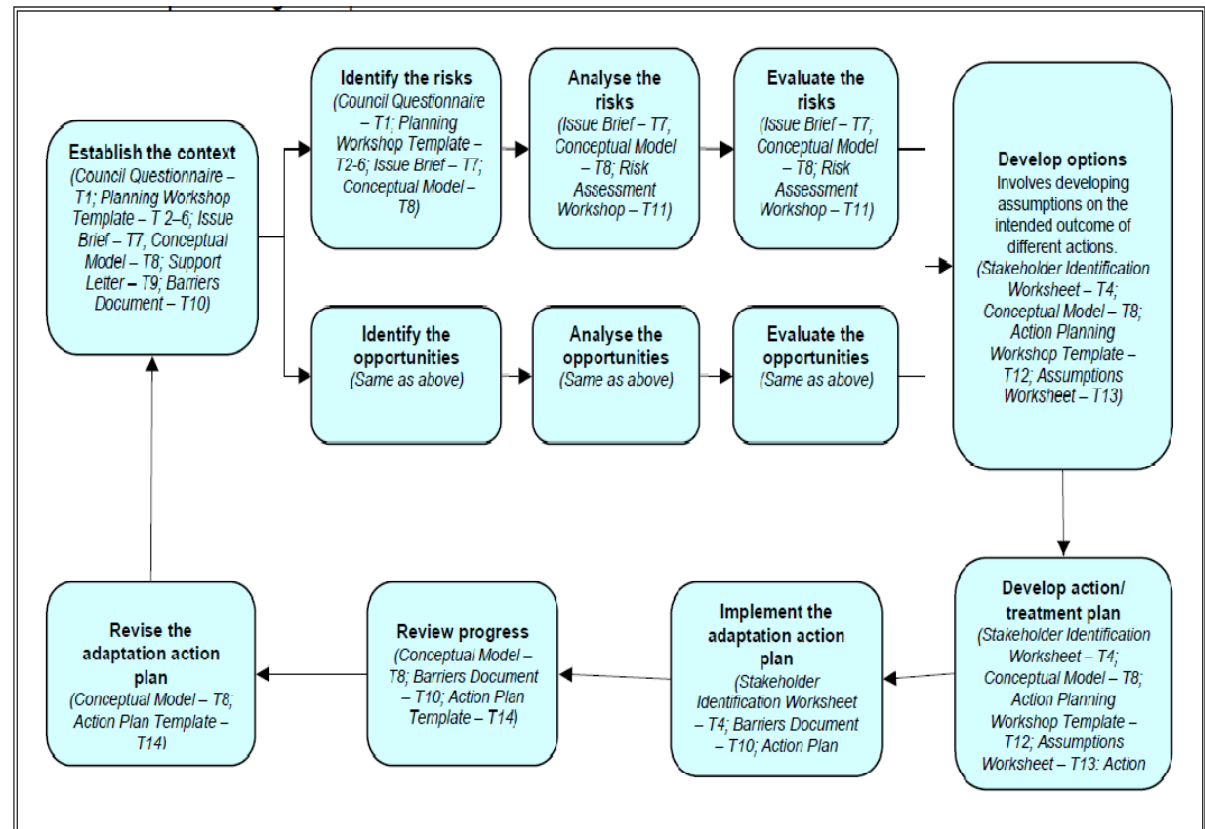 Establish the context
(Council Questionnaire –
T1; Planning Workshop
Template – T 2–6; Issue
Brief – T7, Conceptual
Model – T8; Support
Letter – T9; Barriers
Document – T10)
Identify the risks
(Council Questionnaire
– T1; Planning
Workshop Template –
T2-6; Issue Brief – T7;
Conceptual Model –
T8)
Analyse the
risks
(Issue Brief – T7;
Conceptual Model –
T8; Risk
Assessment
Workshop – T11)
Evaluate the
risks
(Issue Brief – T7;
Conceptual Model –
T8; Risk
Assessment
Workshop – T11)
Identify the
opportunities
(Same as above)
Analyse the
opportunities
(Same as above)
Evaluate the
opportunities
(Same as above)
Develop options
Involves developing
assumptions on the
intended outcome of
different actions.
(Stakeholder Identification
Worksheet – T4;
Conceptual Model – T8;
Action Planning
Workshop Template –
T12; Assumptions
Worksheet – T13)
Develop action/
treatment plan
(Stakeholder Identification
Worksheet – T4;
Conceptual Model – T8;
Action Planning
Workshop Template –
T12; Assumptions
Worksheet – T13; Action
Implement the
adaptation action
plan
(Stakeholder
Identification Worksheet
– T4; Barriers Document
– T10; Action Plan
Review progress
(Conceptual Model –
T8; Barriers Document
– T10; Action Plan
Template – T14)
Revise the
adaptation action
plan
(Conceptual Model – T8;
Action Plan Template –
T14)